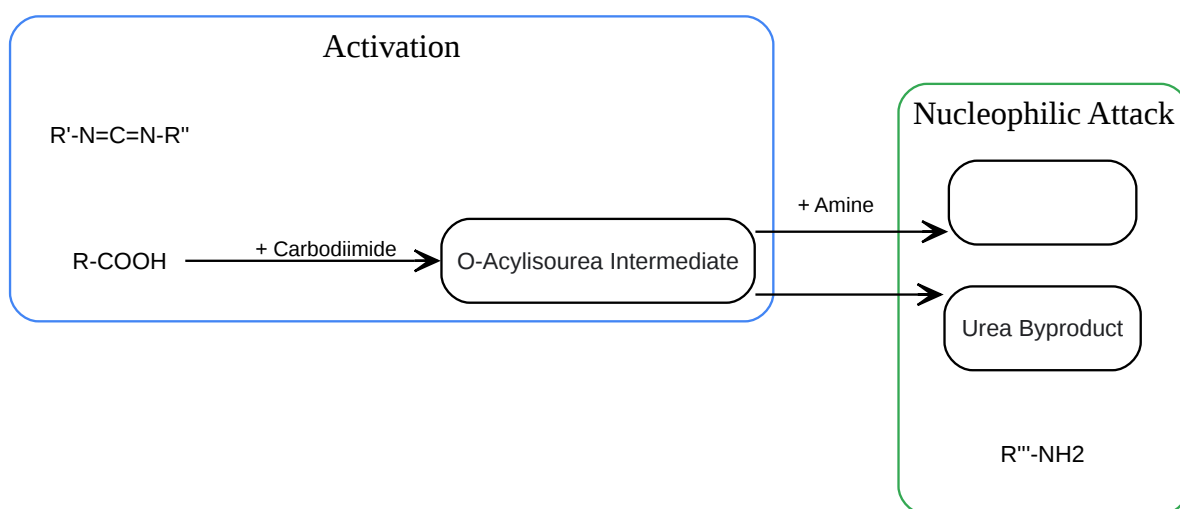 Activation
R'-N=C=N-R"
R-COOH
+ Carbodiimide
O-Acylisourea Intermediate
+ Amine
Nucleophilic Attack
Urea Byproduct
R"'-NH2